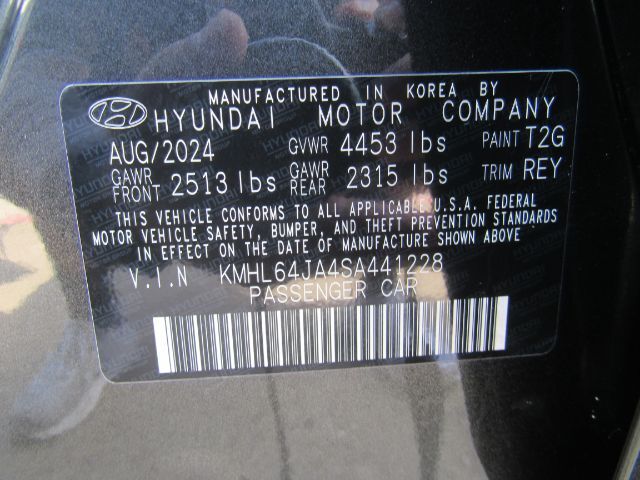 MANUFACTURED IN KOREA BY
HYUNDAI MOTOR COMPANY
AUG/2024 GVWR 4453 lbs PAINT T2G
GAWR FRONT 2513 lbs GAWR REAR 2315 lbs TRIM REY
THIS VEHICLE CONFORMS TO ALL APPLICABLE U.S.A. FEDERAL
MOTOR VEHICLE SAFETY, BUMPER, AND THEFT PREVENTION STANDARDS
IN EFFECT ON THE DATE OF MANUFACTURE SHOWN ABOVE
V.I.N KMHL64JA4SA441228
PASSENGER CAR